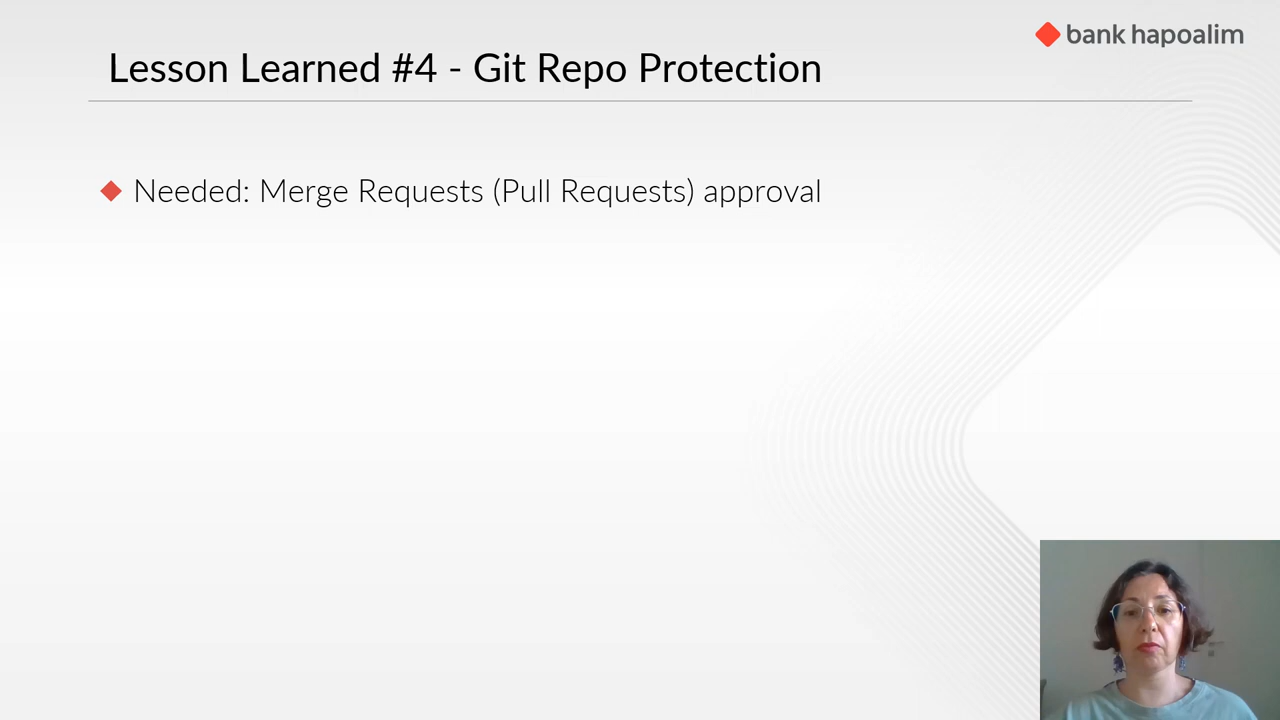 bank hapoalim
Lesson Learned #4 - Git Repo Protection
Needed: Merge Requests (Pull Requests) approval